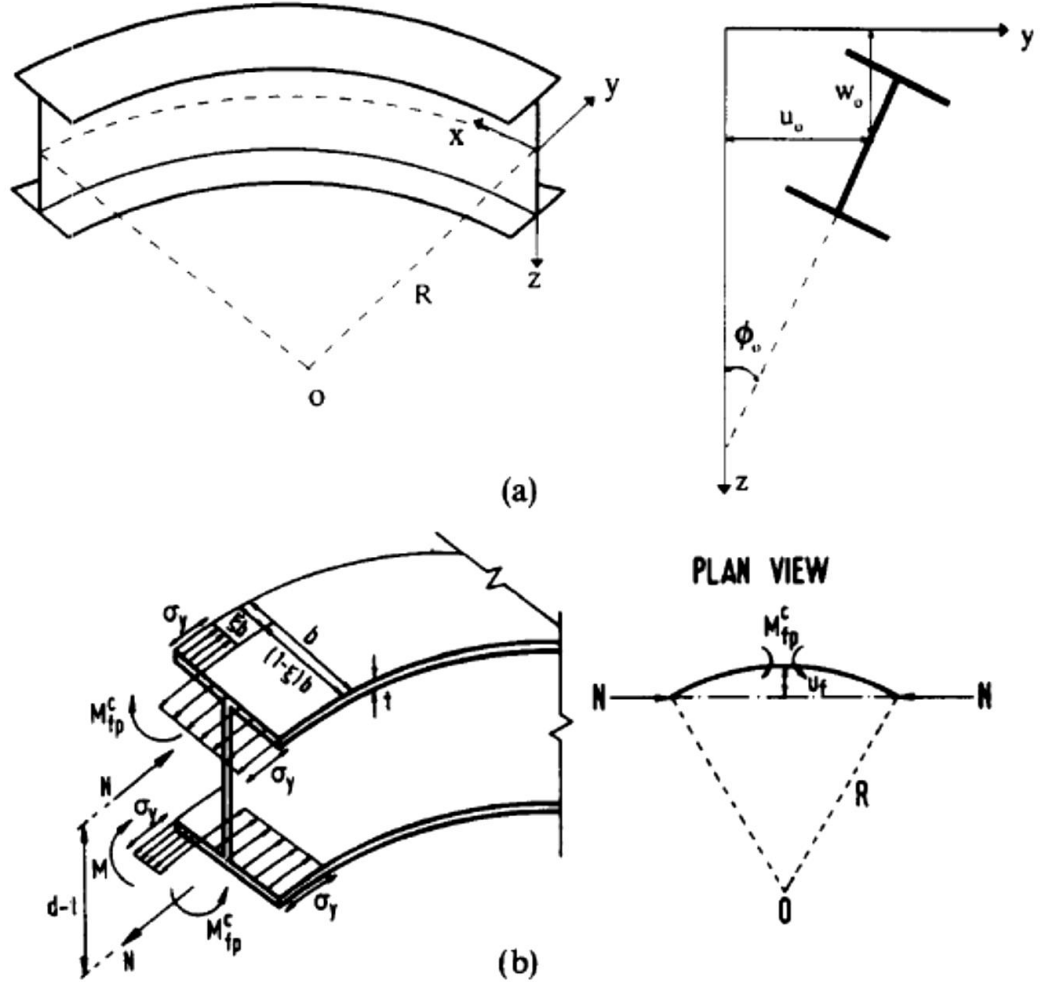 y
x
z
R
o
y
w₀
u₀
ϕ₀
z
(a)
PLAN VIEW
σy
ξb
b
(1-ξ)b
t
M^c_fp
N
σy
σy
M
d-t
M^c_fp
N
σy
M^c_fp
N
u_f
N
R
O
(b)